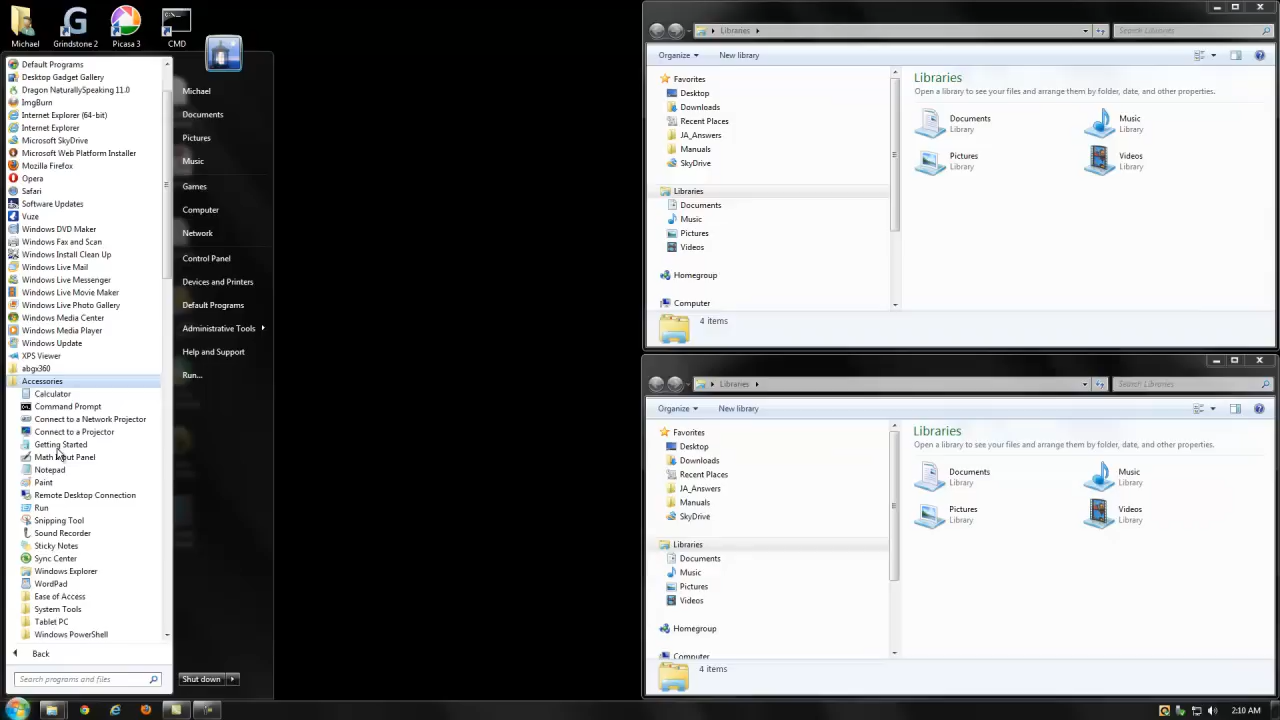 Michael
Grindstone 2
Picasa 3
CMD
Default Programs
Desktop Gadget Gallery
Dragon NaturallySpeaking 11.0
ImgBurn
Internet Explorer (64-bit)
Internet Explorer
Microsoft SkyDrive
Microsoft Web Platform Installer
Mozilla Firefox
Opera
Safari
Software Updates
Vuze
Windows DVD Maker
Windows Fax and Scan
Windows Install Clean Up
Windows Live Mail
Windows Live Messenger
Windows Live Movie Maker
Windows Live Photo Gallery
Windows Media Center
Windows Media Player
Windows Update
XPS Viewer
abgx360
Accessories
Calculator
Command Prompt
Connect to a Network Projector
Connect to a Projector
Getting Started
Math Input Panel
Notepad
Paint
Remote Desktop Connection
Run
Snipping Tool
Sound Recorder
Sticky Notes
Sync Center
Windows Explorer
WordPad
Ease of Access
System Tools
Tablet PC
Windows PowerShell
Back
Search programs and files
Michael
Documents
Pictures
Music
Games
Computer
Network
Control Panel
Devices and Printers
Default Programs
Administrative Tools
Help and Support
Run...
Shut down
Libraries
Search Libraries
Organize
New library
Favorites
Desktop
Downloads
Recent Places
JA_Answers
Manuals
SkyDrive
Libraries
Documents
Music
Pictures
Videos
Homegroup
Computer
Libraries
Open a library to see your files and arrange them by folder, date, and other properties.
Documents
Library
Music
Library
Pictures
Library
Videos
Library
4 items
Libraries
Search Libraries
Organize
New library
Favorites
Desktop
Downloads
Recent Places
JA_Answers
Manuals
SkyDrive
Libraries
Documents
Music
Pictures
Videos
Homegroup
Computer
Libraries
Open a library to see your files and arrange them by folder, date, and other properties.
Documents
Library
Music
Library
Pictures
Library
Videos
Library
4 items
2:10 AM